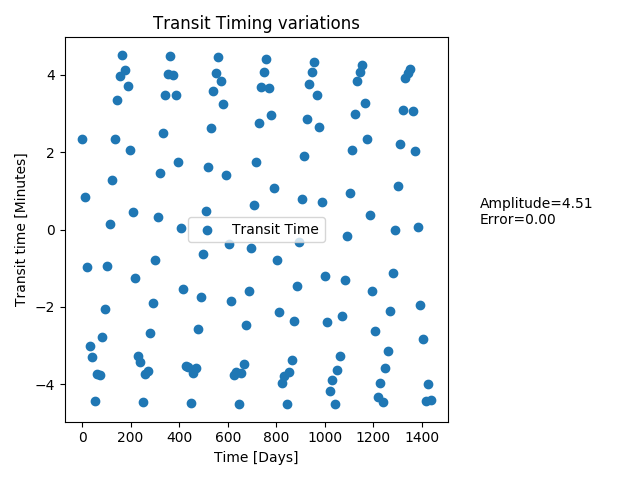 Transit Timing variations
Transit time [Minutes]
4
2
0
−2
−4
Transit Time
0
200
400
600
800
1000
1200
1400
Time [Days]
Amplitude=4.51
Error=0.00